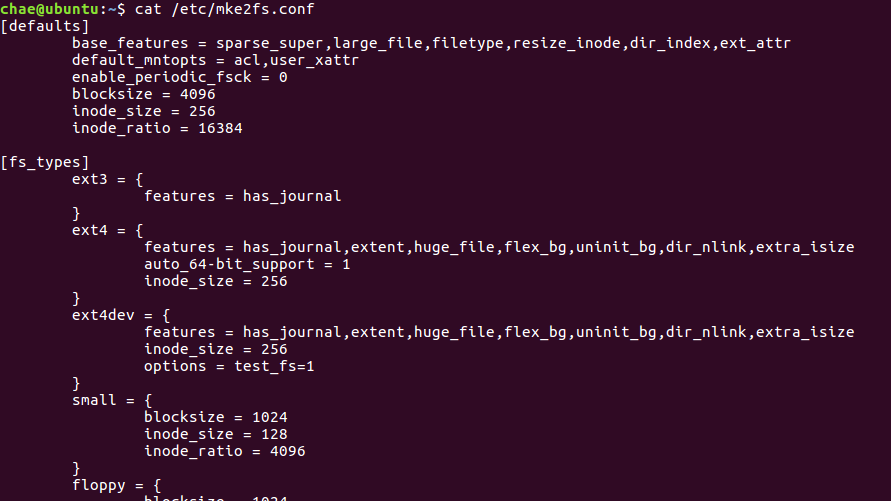 chae@ubuntu:~$ cat /etc/mke2fs.conf
[defaults]
base_features = sparse_super,large_file,filetype,resize_inode,dir_index,ext_attr
default_mntopts = acl,user_xattr
enable_periodic_fsck = 0
blocksize = 4096
inode_size = 256
inode_ratio = 16384
[fs_types]
ext3 = {
features = has_journal
}
ext4 = {
features = has_journal,extent,huge_file,flex_bg,uninit_bg,dir_nlink,extra_isize
auto_64-bit_support = 1
inode_size = 256
}
ext4dev = {
features = has_journal,extent,huge_file,flex_bg,uninit_bg,dir_nlink,extra_isize
inode_size = 256
options = test_fs=1
}
small = {
blocksize = 1024
inode_size = 128
inode_ratio = 4096
}
floppy = {
blocksize = 1024